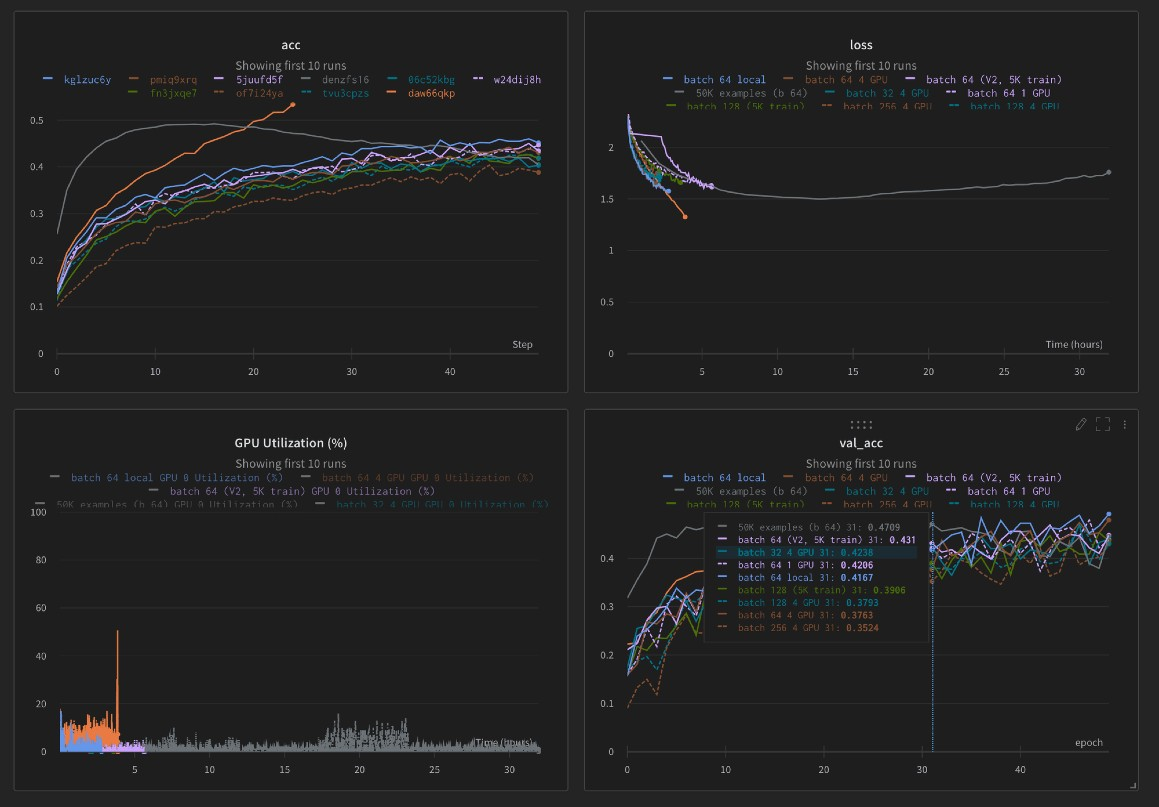 acc
Showing first 10 runs
kglzuc6y pmiq9xrq 5juufd5f denzfs16 06c52kbg w24dij8h
fn3jxqe7 of7i24ya tvu3cpzs daw66qkp
0.5
0.4
0.3
0.2
0.1
0
Step
0 10 20 30 40
loss
Showing first 10 runs
batch 64 local batch 64 4 GPU batch 64 (V2, 5K train)
50K examples (b 64) batch 32 4 GPU batch 64 1 GPU
batch 128 (5K train) batch 256 4 GPU batch 128 4 GPU
2
1.5
1
0.5
0
Time (hours)
5 10 15 20 25 30
GPU Utilization (%)
Showing first 10 runs
batch 64 local GPU 0 Utilization (%) batch 64 4 GPU GPU 0 Utilization (%)
batch 64 (V2, 5K train) GPU 0 Utilization (%)
50K examples (b 64) GPU 0 Utilization (%) batch 32 4 GPU GPU 0 Utilization (%)
100
80
60
40
20
0
Time (hours)
5 10 15 20 25 30
val_acc
Showing first 10 runs
batch 64 local batch 64 4 GPU batch 64 (V2, 5K train)
50K examples (b 64) batch 32 4 GPU batch 64 1 GPU
batch 128 (5K train) batch 256 4 GPU batch 128 4 GPU
50K examples (b 64) 31: 0.4709
batch 64 (V2, 5K train) 31: 0.431
batch 32 4 GPU 31: 0.4238
batch 64 1 GPU 31: 0.4206
batch 64 local 31: 0.4167
batch 128 (5K train) 31: 0.3906
batch 128 4 GPU 31: 0.3793
batch 64 4 GPU 31: 0.3763
batch 256 4 GPU 31: 0.3524
0.4
0.3
0.2
0.1
0
epoch
0 10 20 30 40